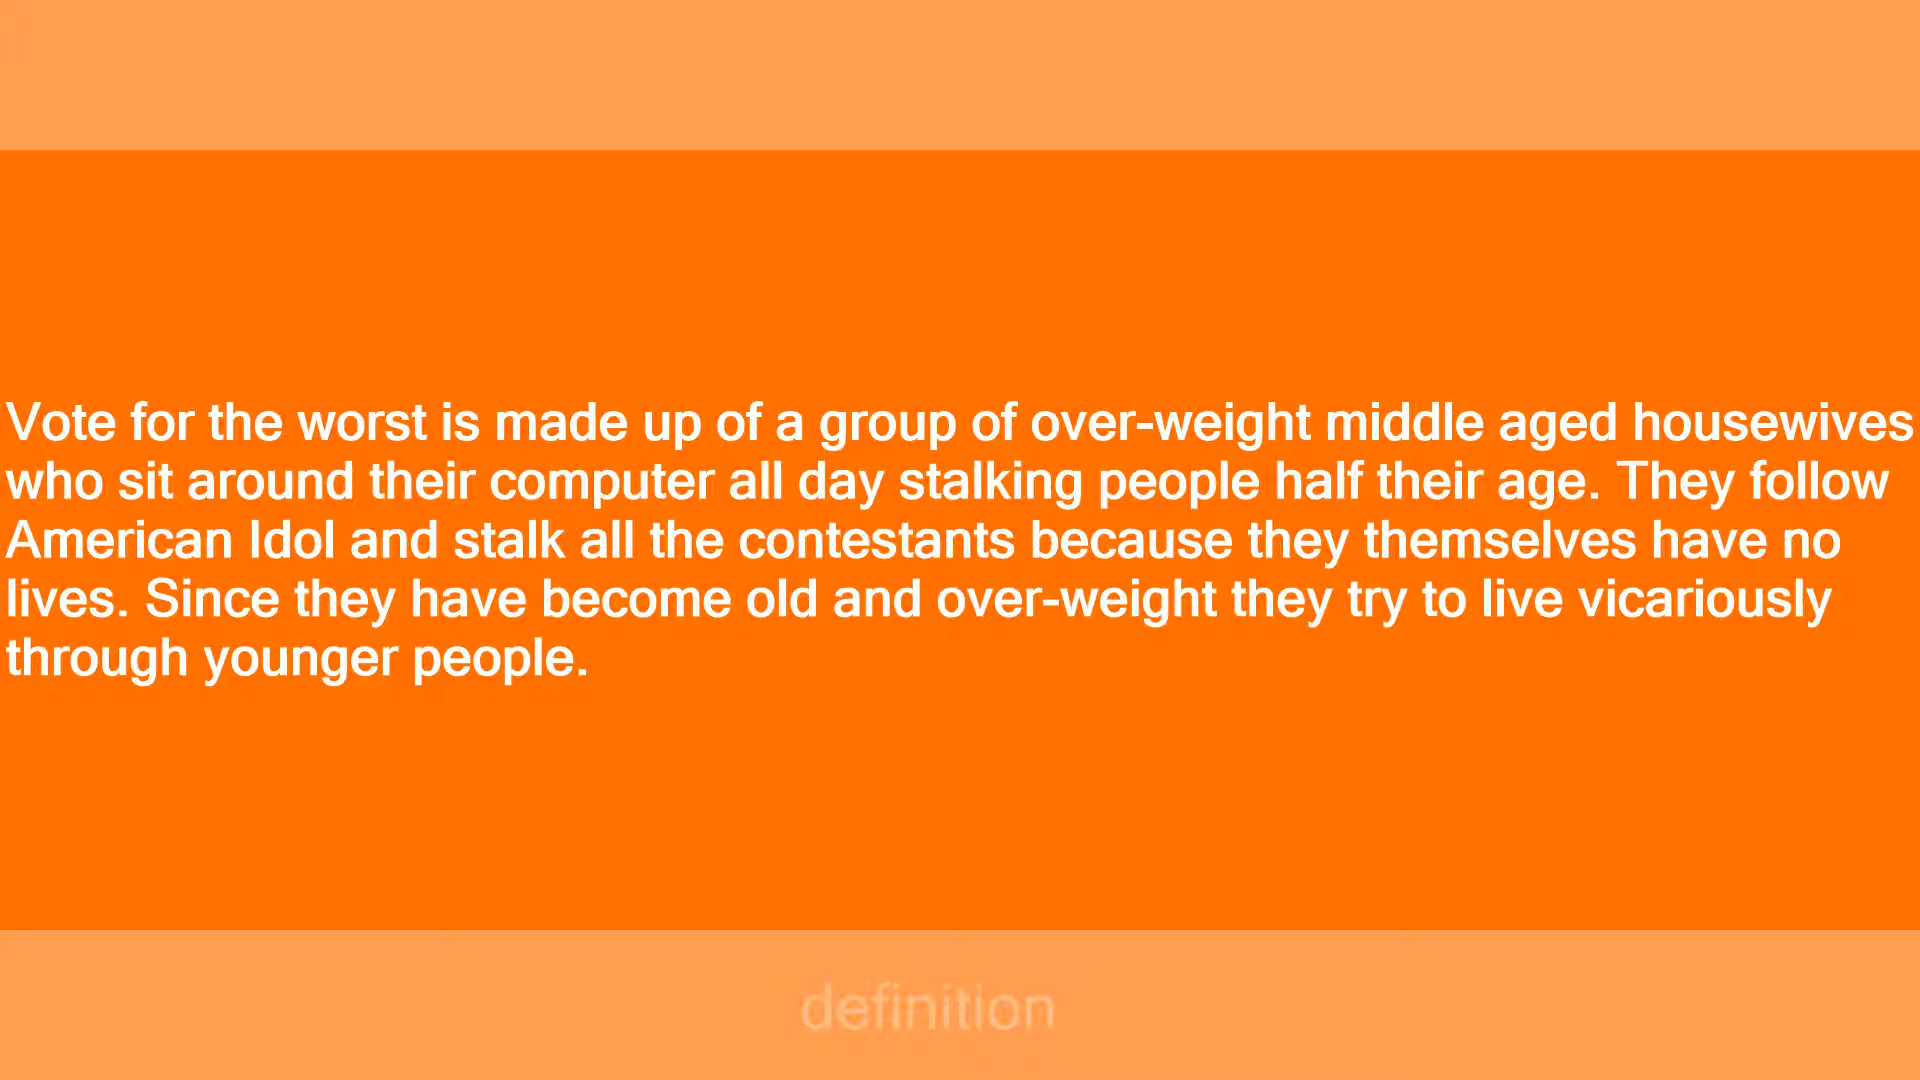 Vote for the worst is made up of a group of over-weight middle aged housewives
who sit around their computer all day stalking people half their age. They follow
American Idol and stalk all the contestants because they themselves have no
lives. Since they have become old and over-weight they try to live vicariously
through younger people.
definition